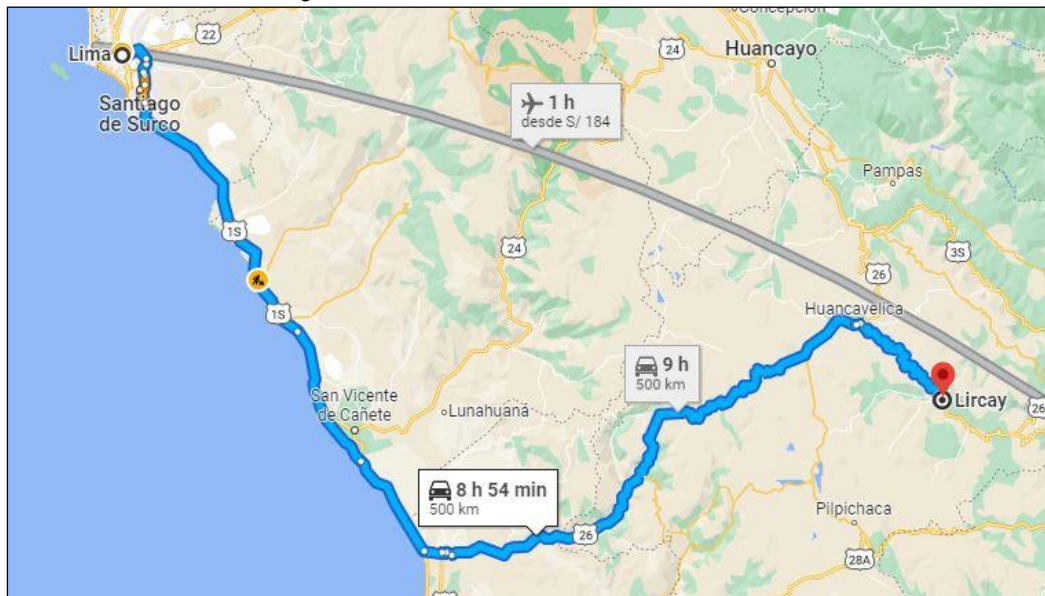 Concepción
22
Lima
24
Huancayo
Santiago
de Surco
1 h
desde S/ 184
Pampas
1S
24
3S
26
1S
Huancavelica
9 h
500 km
San Vicente
de Cañete
Lunahuaná
Lircay
26
8 h 54 min
500 km
26
Pilpichaca
28A